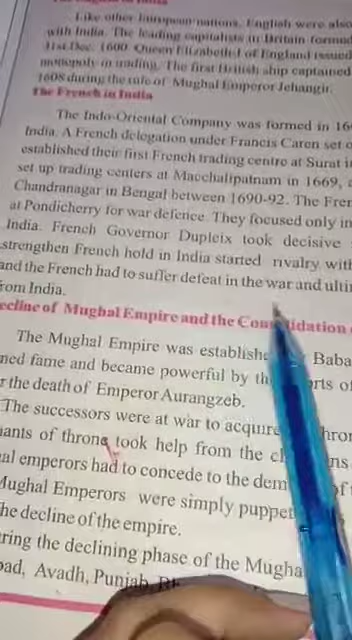 Like other European nations, English were also
with India. The leading capitalists in Britain formed
31st Dec. 1600 Queen Elizabeth-I of England issued
monopoly in trading. The first British ship captained
1608 during the rule of Mughal Emperor Jehangir.
The French in India
The Indo-Oriental Company was formed in 16
India. A French delegation under Francis Caren set o
established their first French trading centre at Surat i
set up trading centers at Macchalipatnam in 1669, a
Chandranagar in Bengal between 1690-92. The Fren
at Pondicherry for war defence. They focused only in
India. French Governor Dupleix took decisive
strengthen French hold in India started rivalry with
and the French had to suffer defeat in the war and ulti
rom India.
ecline of Mughal Empire and the Con idation
The Mughal Empire was establishe Baba
ned fame and became powerful by th rts of
r the death of Emperor Aurangzeb.
The successors were at war to acquire hron
ants of throne took help from the c ns
al emperors had to concede to the dem of
Mughal Emperors were simply puppet
he decline of the empire.
ring the declining phase of the Mugha
bad, Avadh, Punjab,